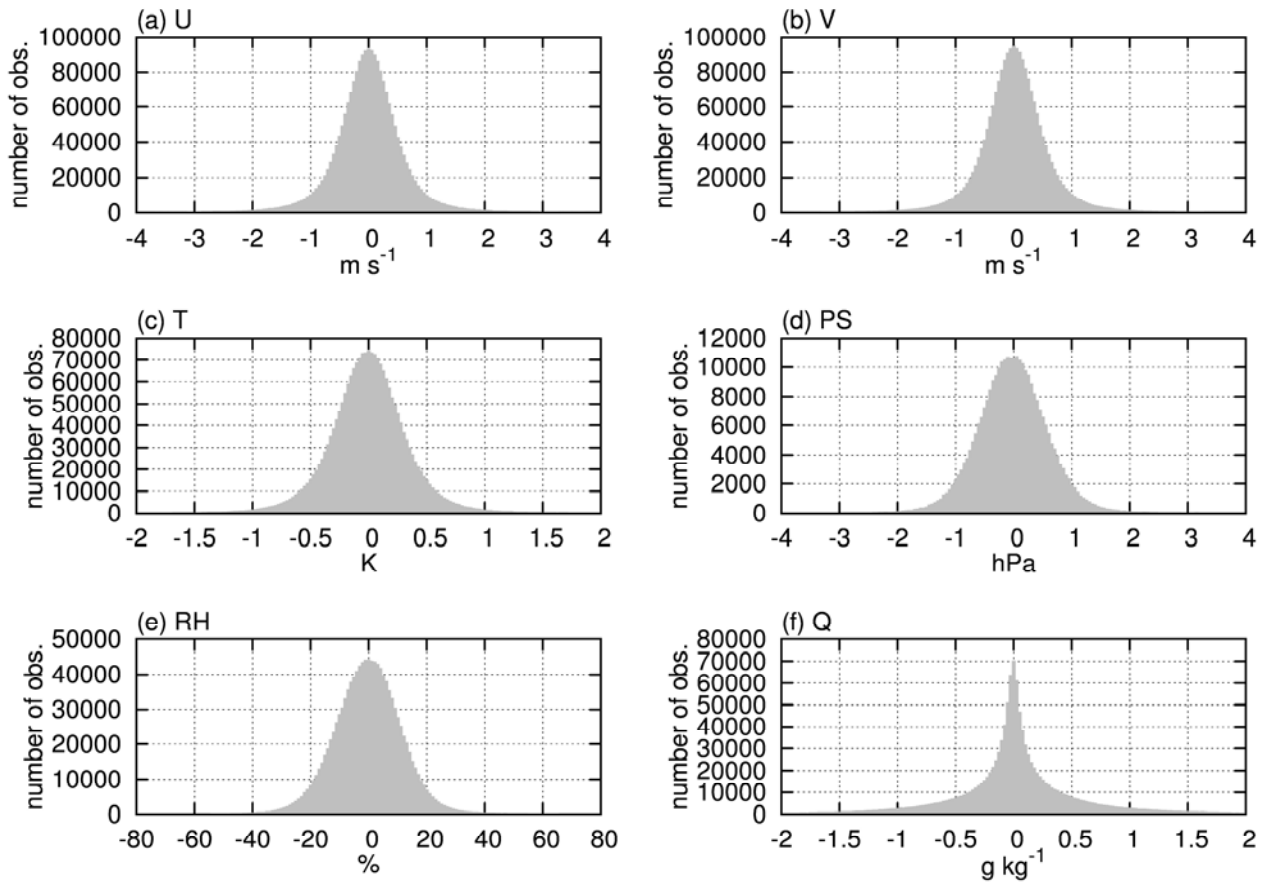 (a) U
number of obs.
100000
80000
60000
40000
20000
0
-4 -3 -2 -1 0 1 2 3 4
m s-1
(b) V
number of obs.
100000
80000
60000
40000
20000
0
-4 -3 -2 -1 0 1 2 3 4
m s-1
(c) T
number of obs.
80000
70000
60000
50000
40000
30000
20000
10000
0
-2 -1.5 -1 -0.5 0 0.5 1 1.5 2
K
(d) PS
number of obs.
12000
10000
8000
6000
4000
2000
0
-4 -3 -2 -1 0 1 2 3 4
hPa
(e) RH
number of obs.
50000
40000
30000
20000
10000
0
-80 -60 -40 -20 0 20 40 60 80
%
(f) Q
number of obs.
80000
70000
60000
50000
40000
30000
20000
10000
0
-2 -1.5 -1 -0.5 0 0.5 1 1.5 2
g kg-1